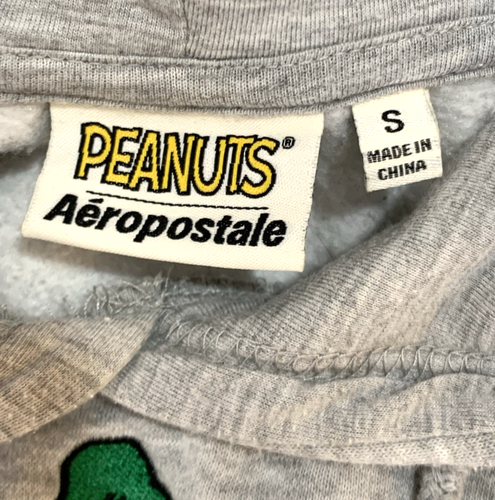 PEANUTS®
Aéropostale
S
MADE IN
CHINA